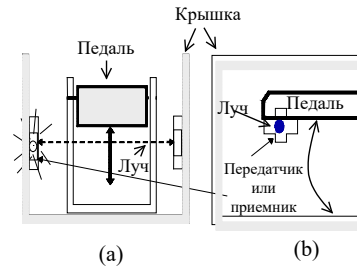 Крышка
Педаль
Луч
(a)
Педаль
Луч
Передатчик
или
приемник
(b)